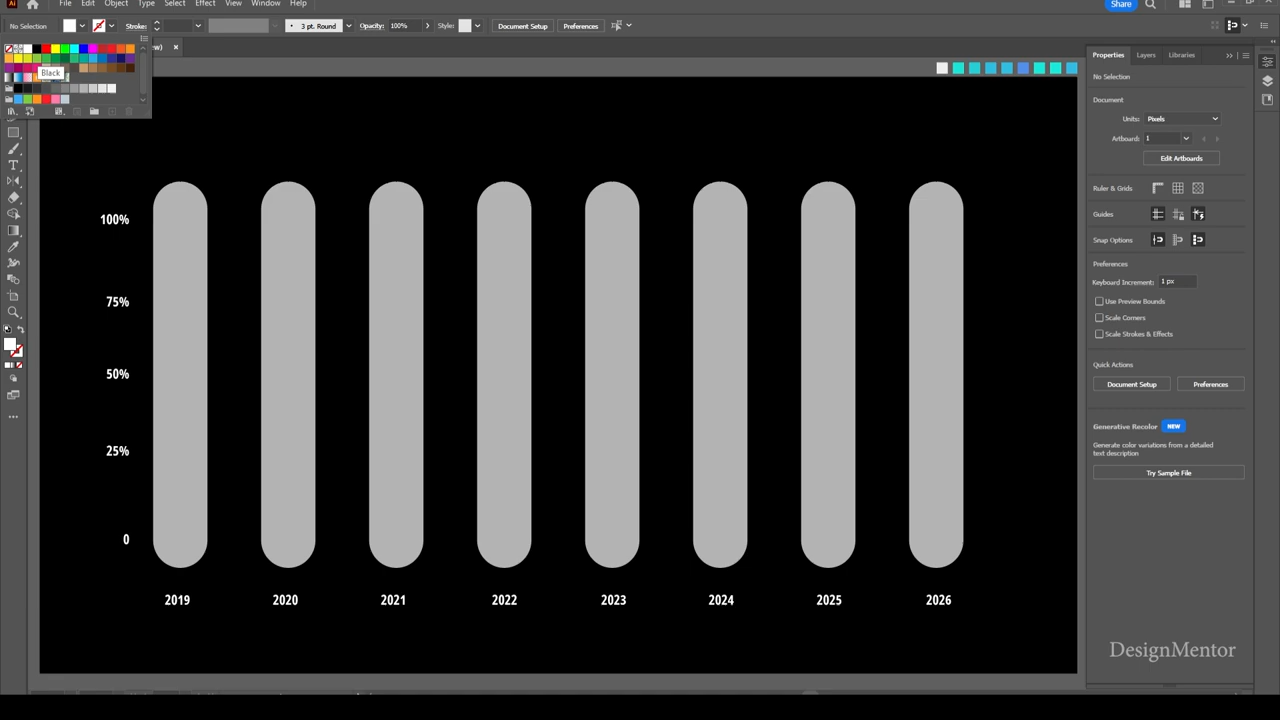 Ai File Edit Object Type Select Effect View Window Help Share
No Selection Stroke: 3 pt. Round Opacity: 100% Style: Document Setup Preferences
w)
Black
Properties Layers Libraries
No Selection
Document
Units: Pixels
Artboard: 1
Edit Artboards
Ruler & Grids
Guides
Snap Options
Preferences
Keyboard Increment: 1 px
Use Preview Bounds
Scale Corners
Scale Strokes & Effects
Quick Actions
Document Setup Preferences
Generative Recolor NEW
Generate color variations from a detailed
text description
Try Sample File
100%
75%
50%
25%
0
2019 2020 2021 2022 2023 2024 2025 2026
DesignMentor